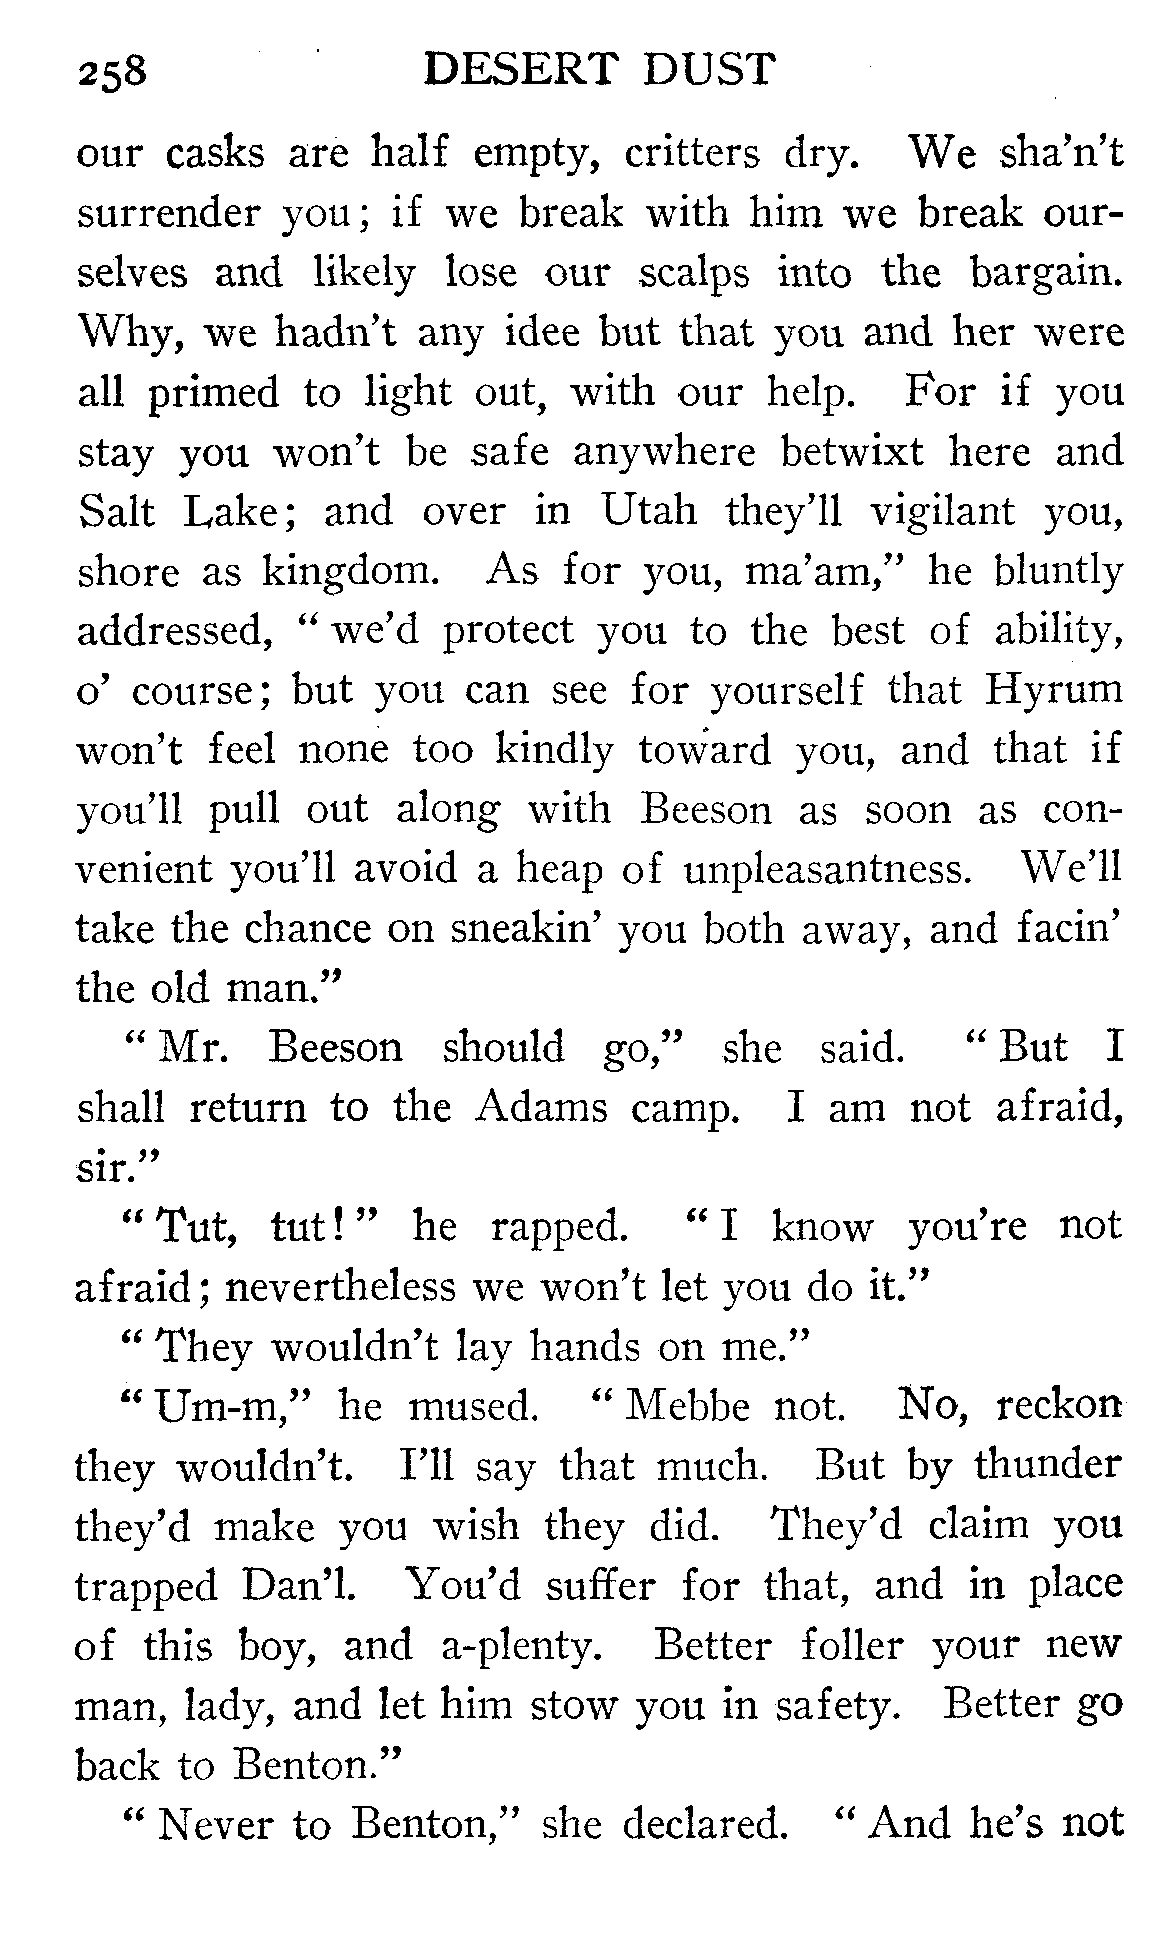 258 DESERT DUST
our casks are half empty, critters dry. We sha'n't
surrender you; if we break with him we break our-
selves and likely lose our scalps into the bargain.
Why, we hadn't any idee but that you and her were
all primed to light out, with our help. For if you
stay you won't be safe anywhere betwixt here and
Salt Lake; and over in Utah they'll vigilant you,
shore as kingdom. As for you, ma'am," he bluntly
addressed, "we'd protect you to the best of ability,
o' course; but you can see for yourself that Hyrum
won't feel none too kindly toward you, and that if
you'll pull out along with Beeson as soon as con-
venient you'll avoid a heap of unpleasantness. We'll
take the chance on sneakin' you both away, and facin'
the old man."
"Mr. Beeson should go," she said. "But I
shall return to the Adams camp. I am not afraid,
sir."
"Tut, tut!" he rapped. "I know you're not
afraid; nevertheless we won't let you do it."
"They wouldn't lay hands on me."
"Um-m," he mused. "Mebbe not. No, reckon
they wouldn't. I'll say that much. But by thunder
they'd make you wish they did. They'd claim you
trapped Dan'l. You'd suffer for that, and in place
of this boy, and a-plenty. Better foller your new
man, lady, and let him stow you in safety. Better go
back to Benton."
"Never to Benton," she declared. "And he's not